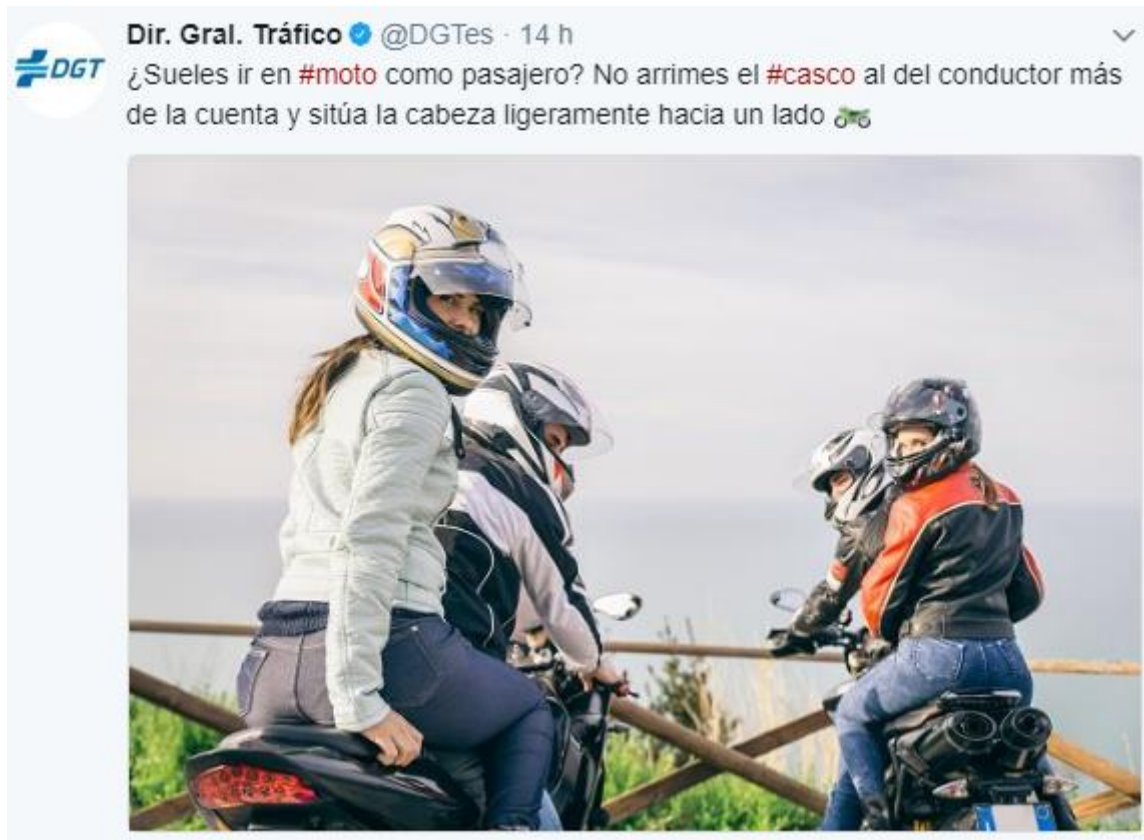 Dir. Gral. Tráfico @DGTes · 14 h
DGT
¿Sueles ir en #moto como pasajero? No arrimes el #casco al del conductor más
de la cuenta y sitúa la cabeza ligeramente hacia un lado